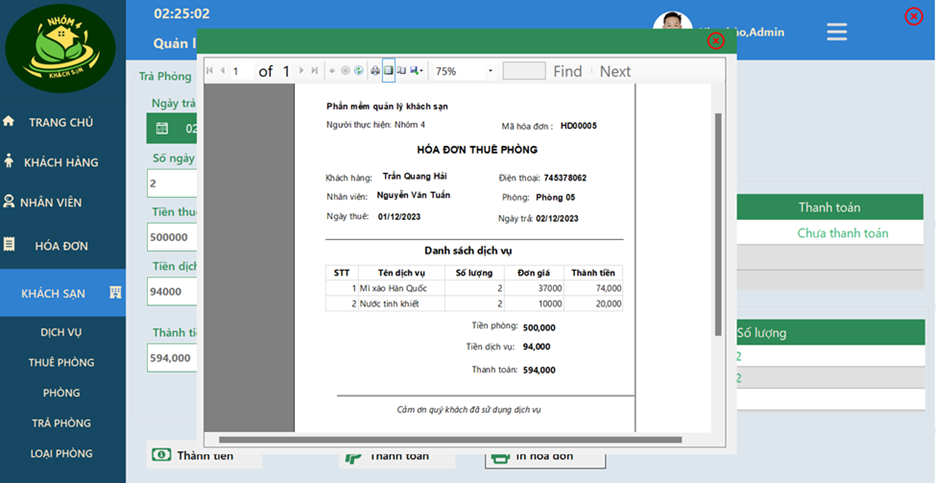 NHÓM 4
KHÁCH SẠN
02:25:02
Quản l
ảo,Admin
TRANG CHỦ
KHÁCH HÀNG
NHÂN VIÊN
HÓA ĐƠN
KHÁCH SẠN
DỊCH VỤ
THUÊ PHÒNG
PHÒNG
TRẢ PHÒNG
LOẠI PHÒNG
Trả Phòng
Ngày trả
02
Số ngày
2
Tiền thu
500000
Tiền dịc
94000
Thành ti
594,000
1 of 1 75% Find Next
Phần mềm quản lý khách sạn
Người thực hiện: Nhóm 4 Mã hóa đơn : HD00005
HÓA ĐƠN THUÊ PHÒNG
Khách hàng: Trần Quang Hải Điện thoại: 745378062
Nhân viên: Nguyễn Văn Tuấn Phòng: Phòng 05
Ngày thuê: 01/12/2023 Ngày trả: 02/12/2023
Danh sách dịch vụ
STT Tên dịch vụ Số lượng Đơn giá Thành tiền
1 Mì xào Hàn Quốc 2 37000 74,000
2 Nước tinh khiết 2 10000 20,000
Tiền phòng: 500,000
Tiền dịch vụ: 94,000
Thanh toán: 594,000
Cảm ơn quý khách đã sử dụng dịch vụ
Thanh toán
Chưa thanh toán
Số lượng
2
2
Thành tiền
Thanh toán
In hóa đơn